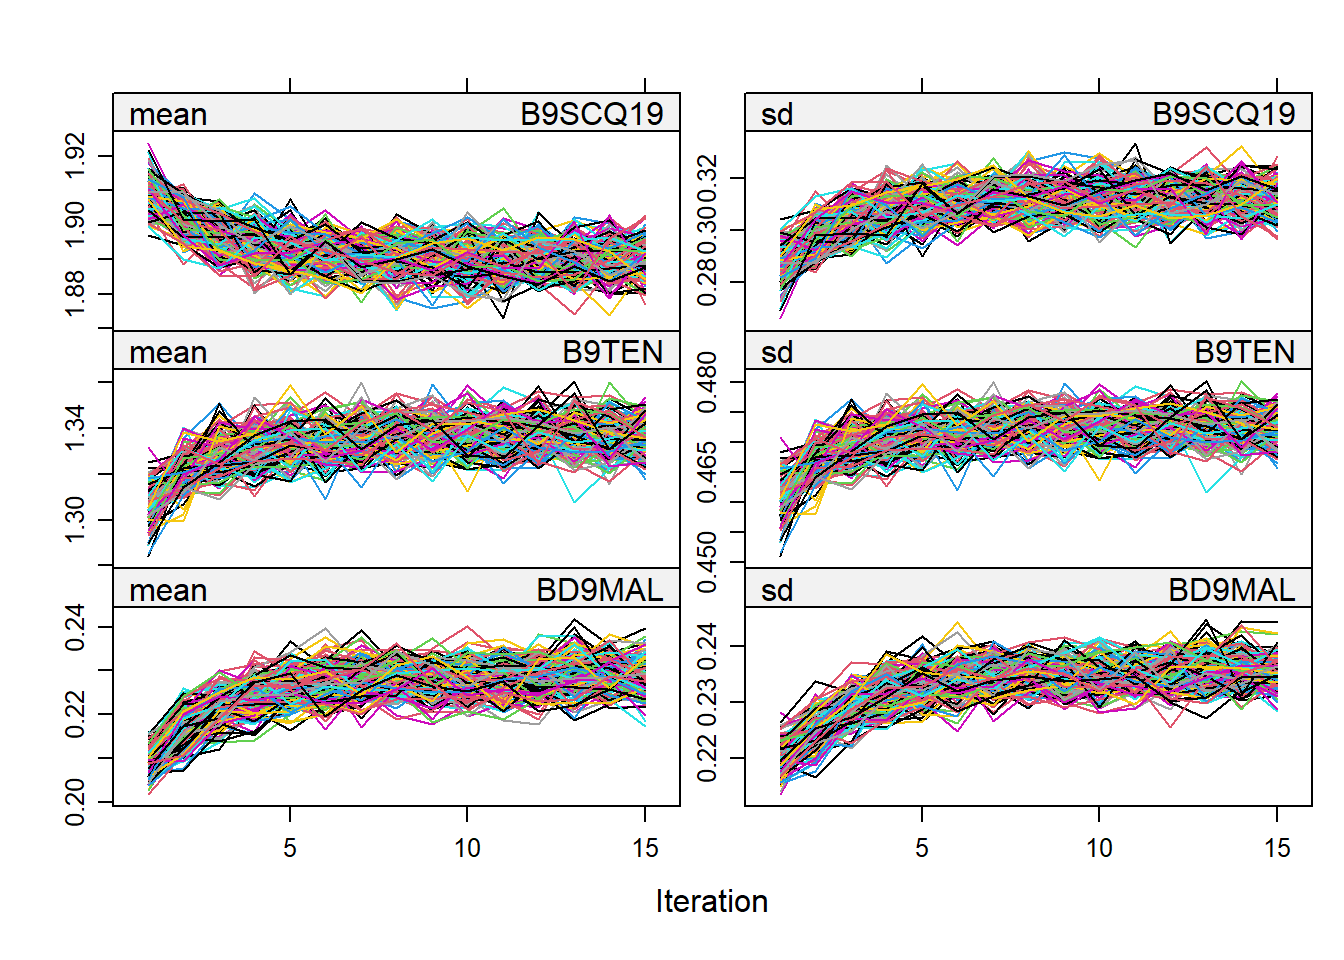 mean B9SCQ19 sd B9SCQ19
1.88 1.90 1.92
0.28 0.30 0.32
mean B9TEN sd B9TEN
1.30 1.34
0.450 0.465 0.480
mean BD9MAL sd BD9MAL
0.20 0.22 0.24
0.22 0.23 0.24
5 10 15 5 10 15
Iteration